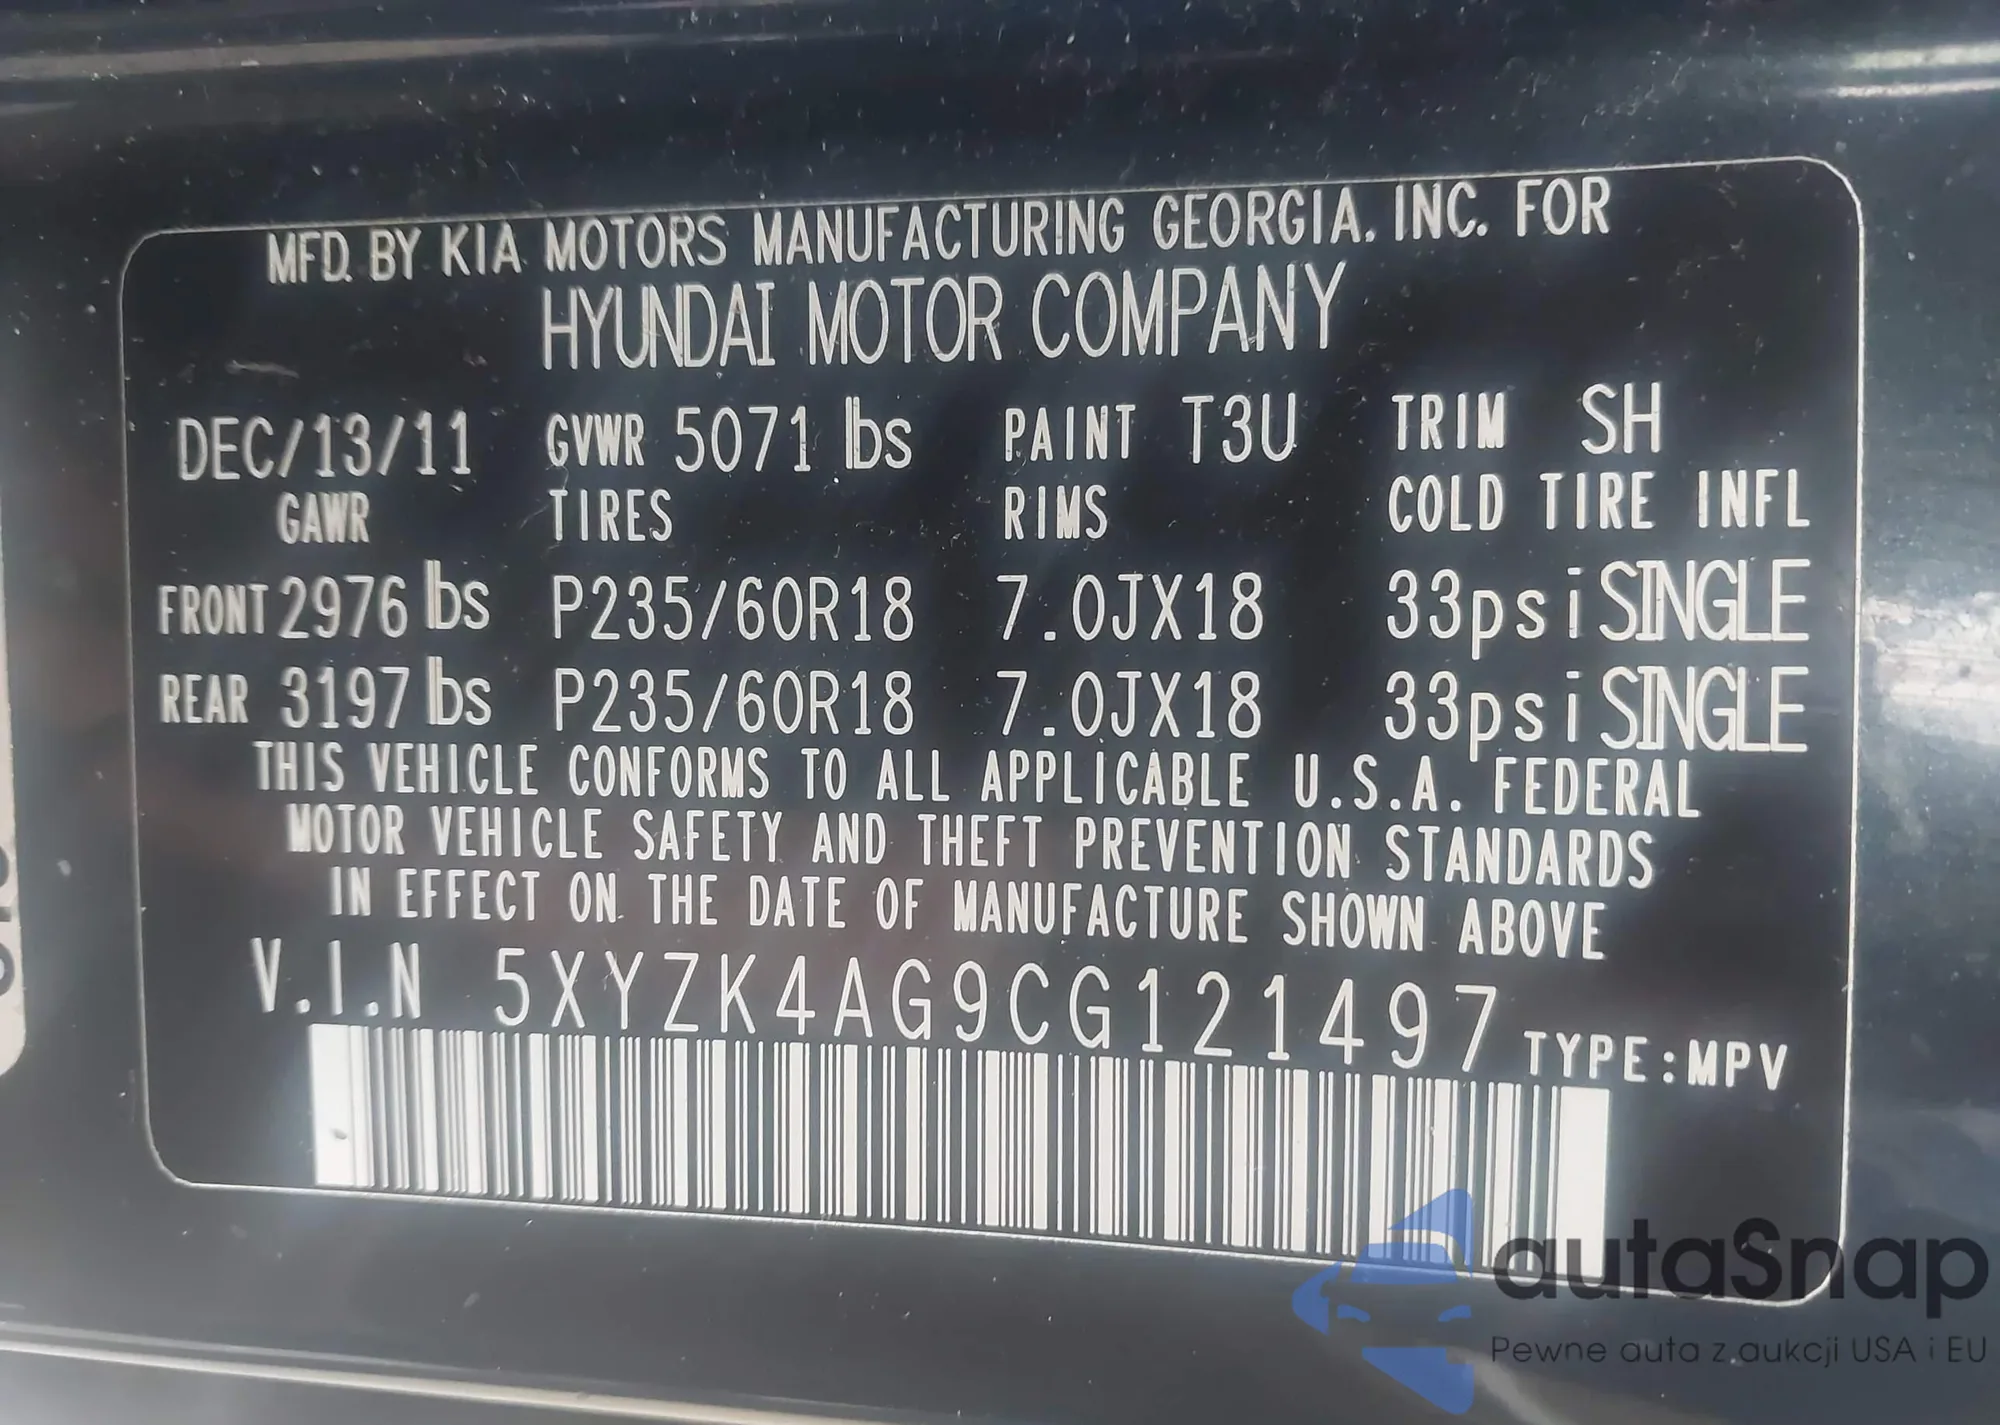 MFD. BY KIA MOTORS MANUFACTURING GEORGIA, INC. FOR
HYUNDAI MOTOR COMPANY
DEC/13/11 GVWR 5071 lbs PAINT T3U TRIM SH
GAWR TIRES RIMS COLD TIRE INFL
FRONT 2976 lbs P235/60R18 7.0JX18 33psi SINGLE
REAR 3197 lbs P235/60R18 7.0JX18 33psi SINGLE
THIS VEHICLE CONFORMS TO ALL APPLICABLE U.S.A. FEDERAL
MOTOR VEHICLE SAFETY AND THEFT PREVENTION STANDARDS
IN EFFECT ON THE DATE OF MANUFACTURE SHOWN ABOVE
V.I.N 5XYZK4AG9CG121497 TYPE:MPV
autaSnap
Pewne auta z aukcji USA i EU